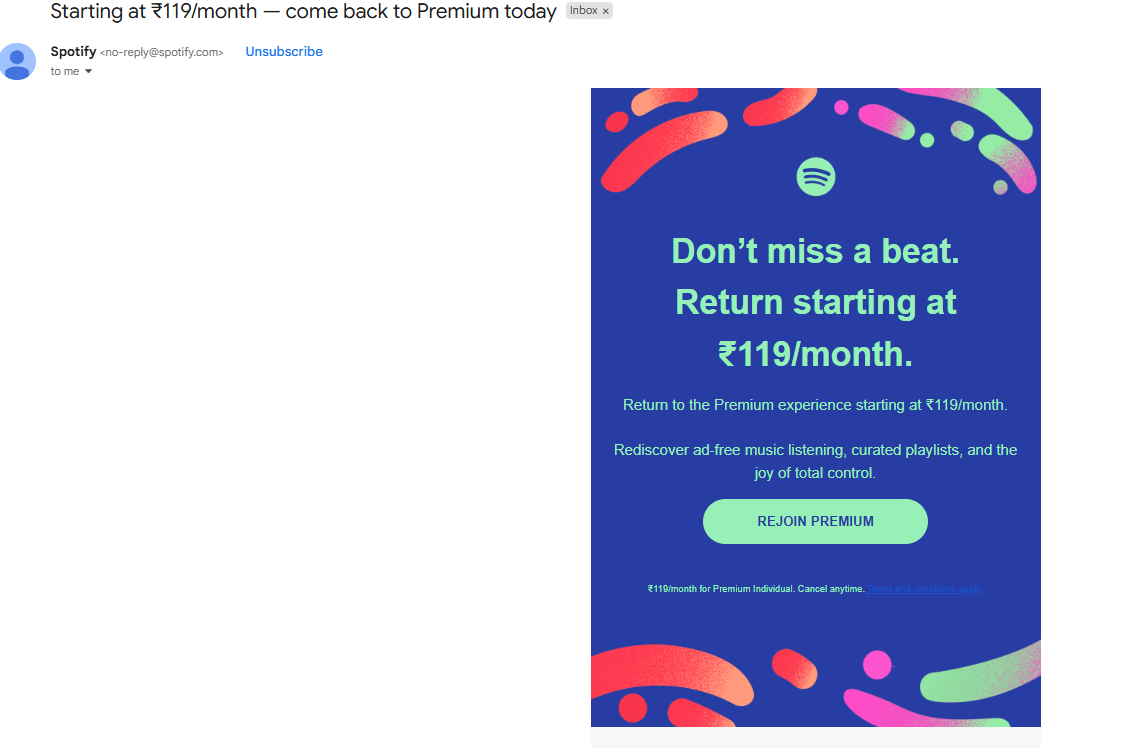 Starting at ₹119/month — come back to Premium today Inbox ×
Spotify <no-reply@spotify.com> Unsubscribe
to me
Don’t miss a beat.
Return starting at
₹119/month.
Return to the Premium experience starting at ₹119/month.
Rediscover ad-free music listening, curated playlists, and the
joy of total control.
REJOIN PREMIUM
₹119/month for Premium Individual. Cancel anytime. Terms and conditions apply.